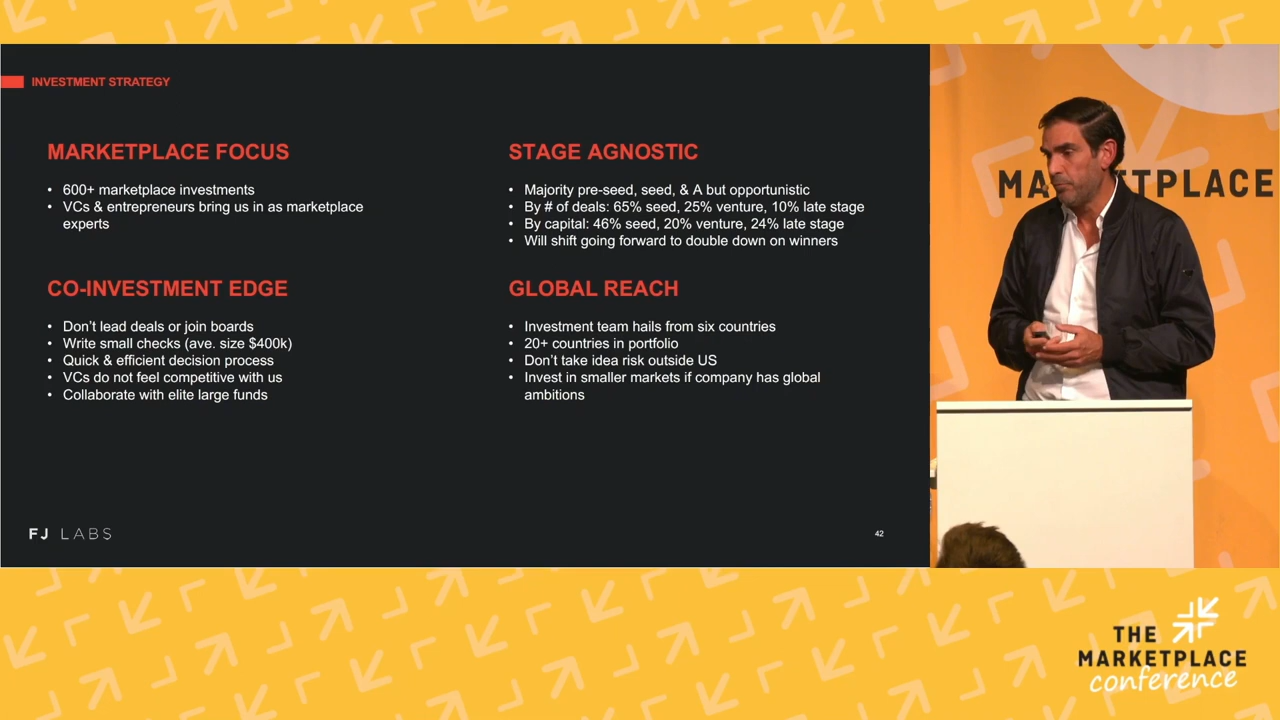 INVESTMENT STRATEGY
MARKETPLACE FOCUS
• 600+ marketplace investments
• VCs & entrepreneurs bring us in as marketplace
experts
STAGE AGNOSTIC
• Majority pre-seed, seed, & A but opportunistic
• By # of deals: 65% seed, 25% venture, 10% late stage
• By capital: 46% seed, 20% venture, 24% late stage
• Will shift going forward to double down on winners
CO-INVESTMENT EDGE
• Don't lead deals or join boards
• Write small checks (ave. size $400k)
• Quick & efficient decision process
• VCs do not feel competitive with us
• Collaborate with elite large funds
GLOBAL REACH
• Investment team hails from six countries
• 20+ countries in portfolio
• Don't take idea risk outside US
• Invest in smaller markets if company has global
ambitions
FJ LABS
42
THE
MARKETPLACE
conference